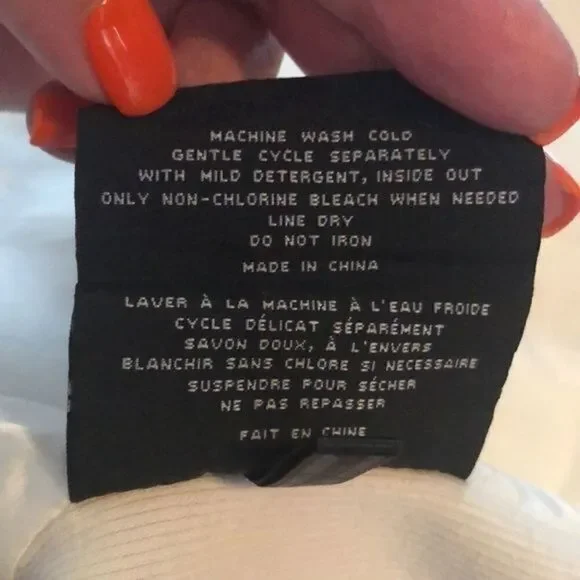 MACHINE WASH COLD
GENTLE CYCLE SEPARATELY
WITH MILD DETERGENT, INSIDE OUT
ONLY NON-CHLORINE BLEACH WHEN NEEDED
LINE DRY
DO NOT IRON
MADE IN CHINA
LAVER À LA MACHINE À L'EAU FROIDE
CYCLE DÉLICAT SÉPARÉMENT
SAVON DOUX, À L'ENVERS
BLANCHIR SANS CHLORE SI NECESSAIRE
SUSPENDRE POUR SÉCHER
NE PAS REPASSER
FAIT EN CHINE